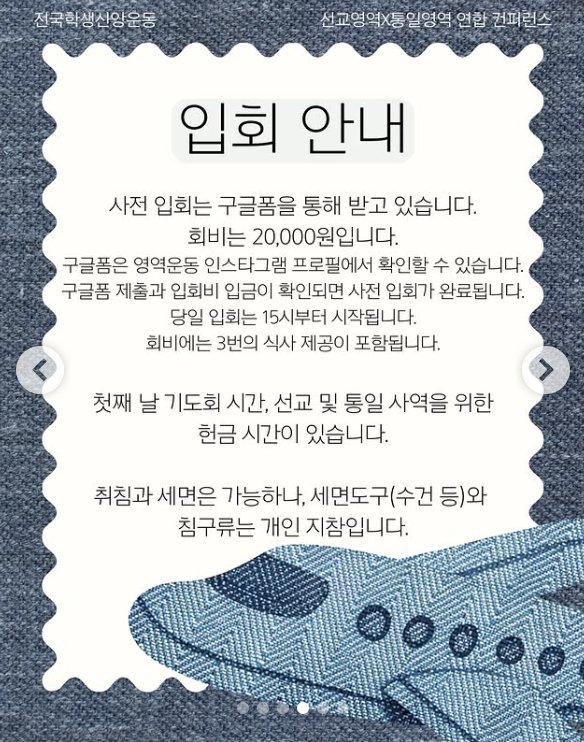 전국학생신앙운동
선교영역X통일영역 연합 컨퍼런스
입회 안내
사전 입회는 구글폼을 통해 받고 있습니다.
회비는 20,000원입니다.
구글폼은 영역운동 인스타그램 프로필에서 확인할 수 있습니다.
구글폼 제출과 입회비 입금이 확인되면 사전 입회가 완료됩니다.
당일 입회는 15시부터 시작됩니다.
회비에는 3번의 식사 제공이 포함됩니다.
첫째 날 기도회 시간, 선교 및 통일 사역을 위한
헌금 시간이 있습니다.
취침과 세면은 가능하나, 세면도구(수건 등)와
침구류는 개인 지참입니다.